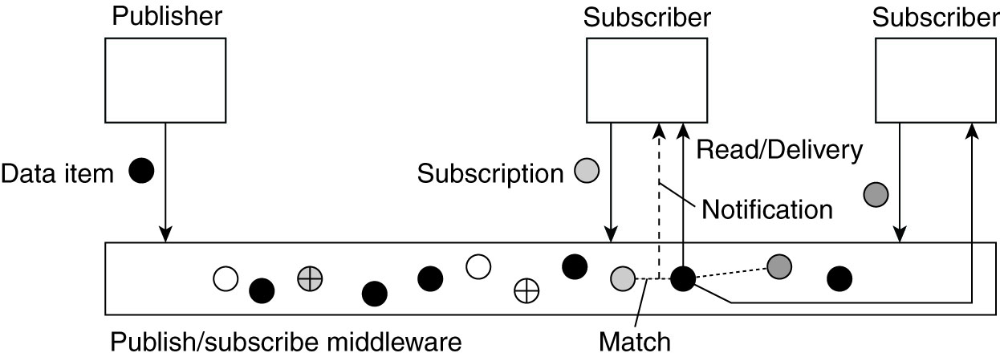 Publisher
Subscriber
Subscriber
Read/Delivery
Data item
Subscription
Notification
Publish/subscribe middleware
Match